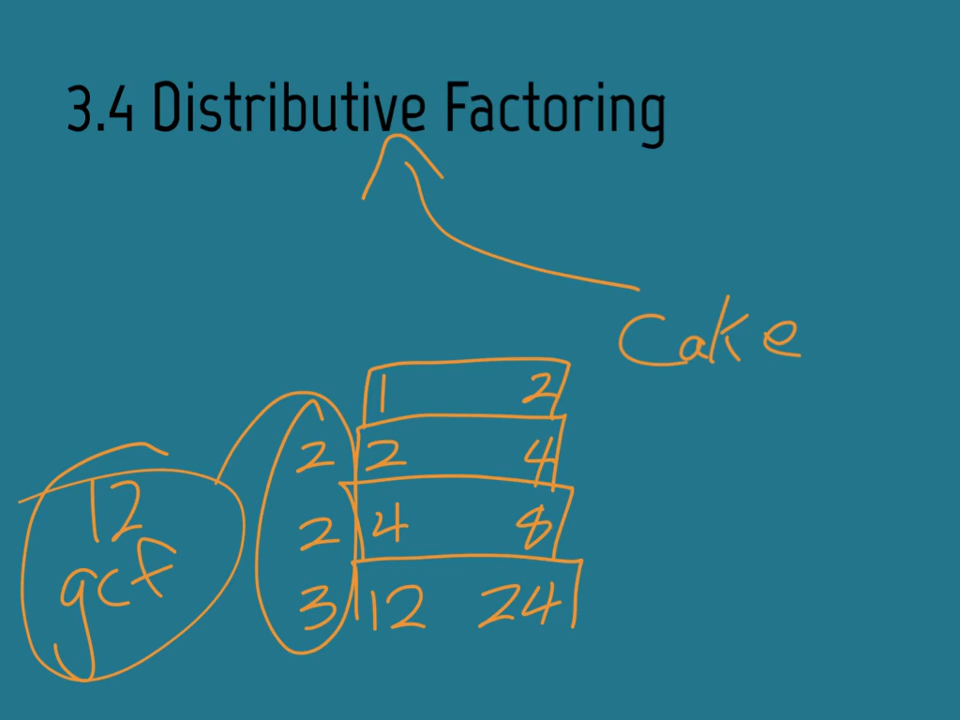 3.4 Distributive Factoring
Cake
1 2
2 2 4
2 4 8
3 12 24
12
gcf